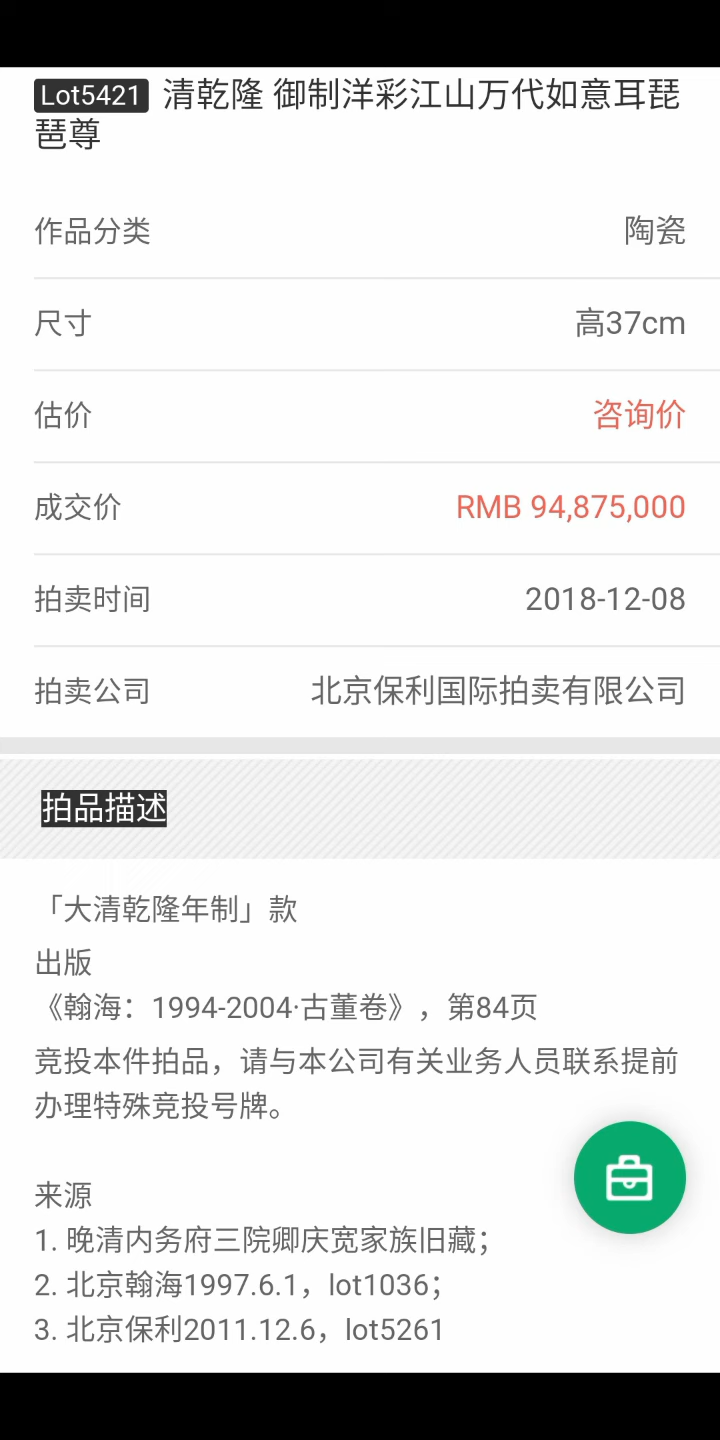 Lot5421 清乾隆 御制洋彩江山万代如意耳琵
琶尊
作品分类 陶瓷
尺寸 高37cm
估价 咨询价
成交价 RMB 94,875,000
拍卖时间 2018-12-08
拍卖公司 北京保利国际拍卖有限公司
拍品描述
「大清乾隆年制」款
出版
《翰海：1994-2004·古董卷》，第84页
竞投本件拍品，请与本公司有关业务人员联系提前
办理特殊竞投号牌。
来源
1. 晚清内务府三院卿庆宽家族旧藏；
2. 北京翰海1997.6.1，lot1036；
3. 北京保利2011.12.6，lot5261